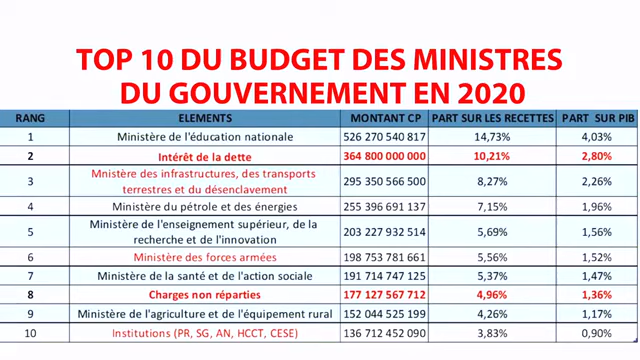 TOP 10 DU BUDGET DES MINISTRES
DU GOUVERNEMENT EN 2020
RANG ELEMENTS MONTANT CP PART SUR LES RECETTES PART SUR PIB
1 Ministère de l'éducation nationale 526 270 540 817 14,73% 4,03%
2 Intérêt de la dette 364 800 000 000 10,21% 2,80%
3 Mnistère des infrastructures, des transports terrestres et du désenclavement 295 350 566 500 8,27% 2,26%
4 Ministère du pétrole et des énergies 255 396 691 137 7,15% 1,96%
5 Ministère de l'enseignement supérieur, de la recherche et de l'innovation 203 227 932 514 5,69% 1,56%
6 Ministère des forces armées 198 753 781 661 5,56% 1,52%
7 Ministère de la santé et de l'action sociale 191 714 747 125 5,37% 1,47%
8 Charges non réparties 177 127 567 712 4,96% 1,36%
9 Ministère de l'agriculture et de l'équipement rural 152 044 525 199 4,26% 1,17%
10 Institutions (PR, SG, AN, HCCT, CESE) 136 712 452 090 3,83% 0,90%